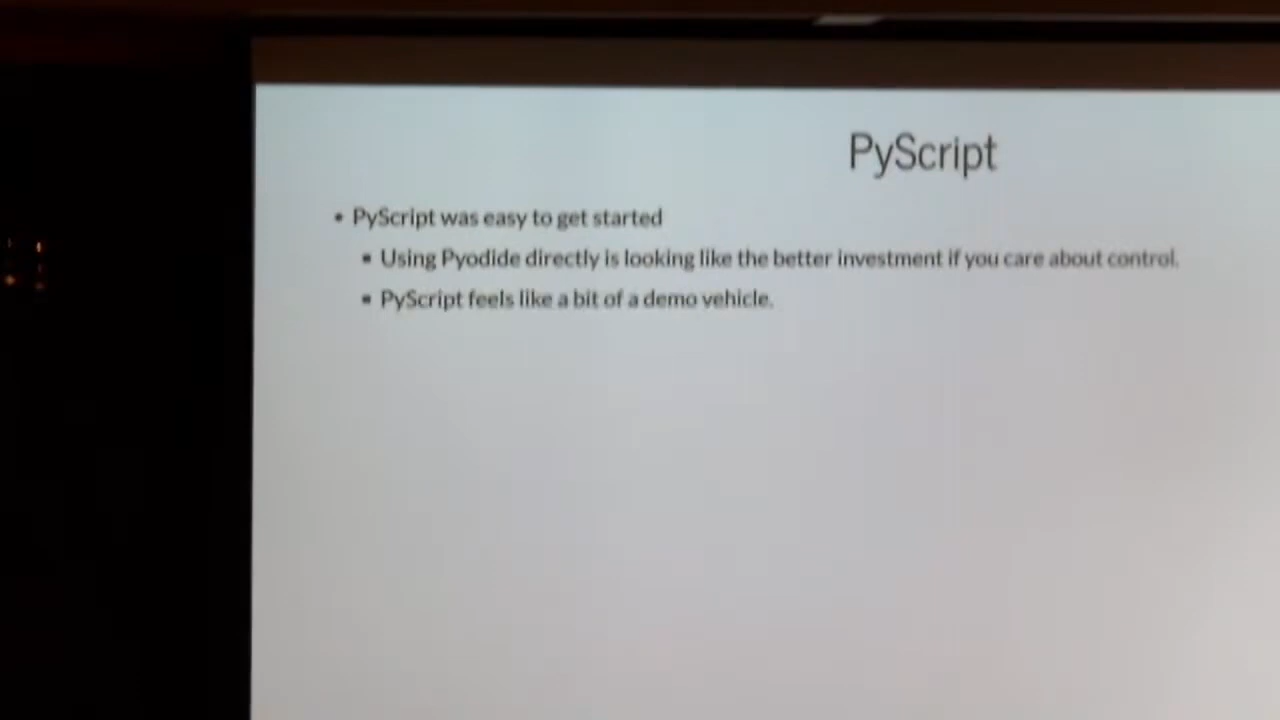 PyScript
• PyScript was easy to get started
▪ Using Pyodide directly is looking like the better investment if you care about control.
▪ PyScript feels like a bit of a demo vehicle.